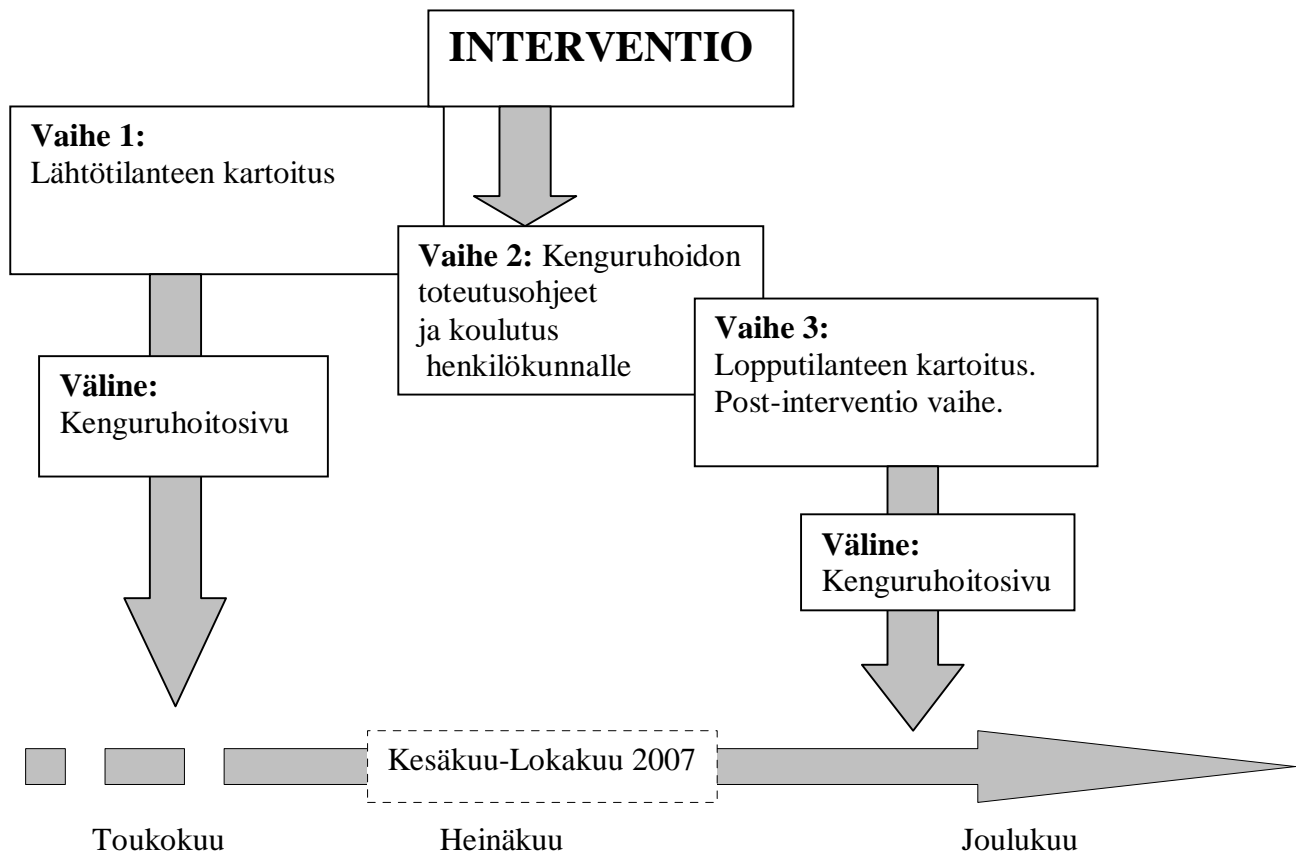 INTERVENTIO
Vaihe 1:
Lähtötilanteen kartoitus
Vaihe 2: Kenguruhoidon
toteutusohjeet
ja koulutus
henkilökunnalle
Vaihe 3:
Lopputilanteen kartoitus.
Post-interventio vaihe.
Väline:
Kenguruhoitosivu
Väline:
Kenguruhoitosivu
Kesäkuu-Lokakuu 2007
Toukokuu
Heinäkuu
Joulukuu